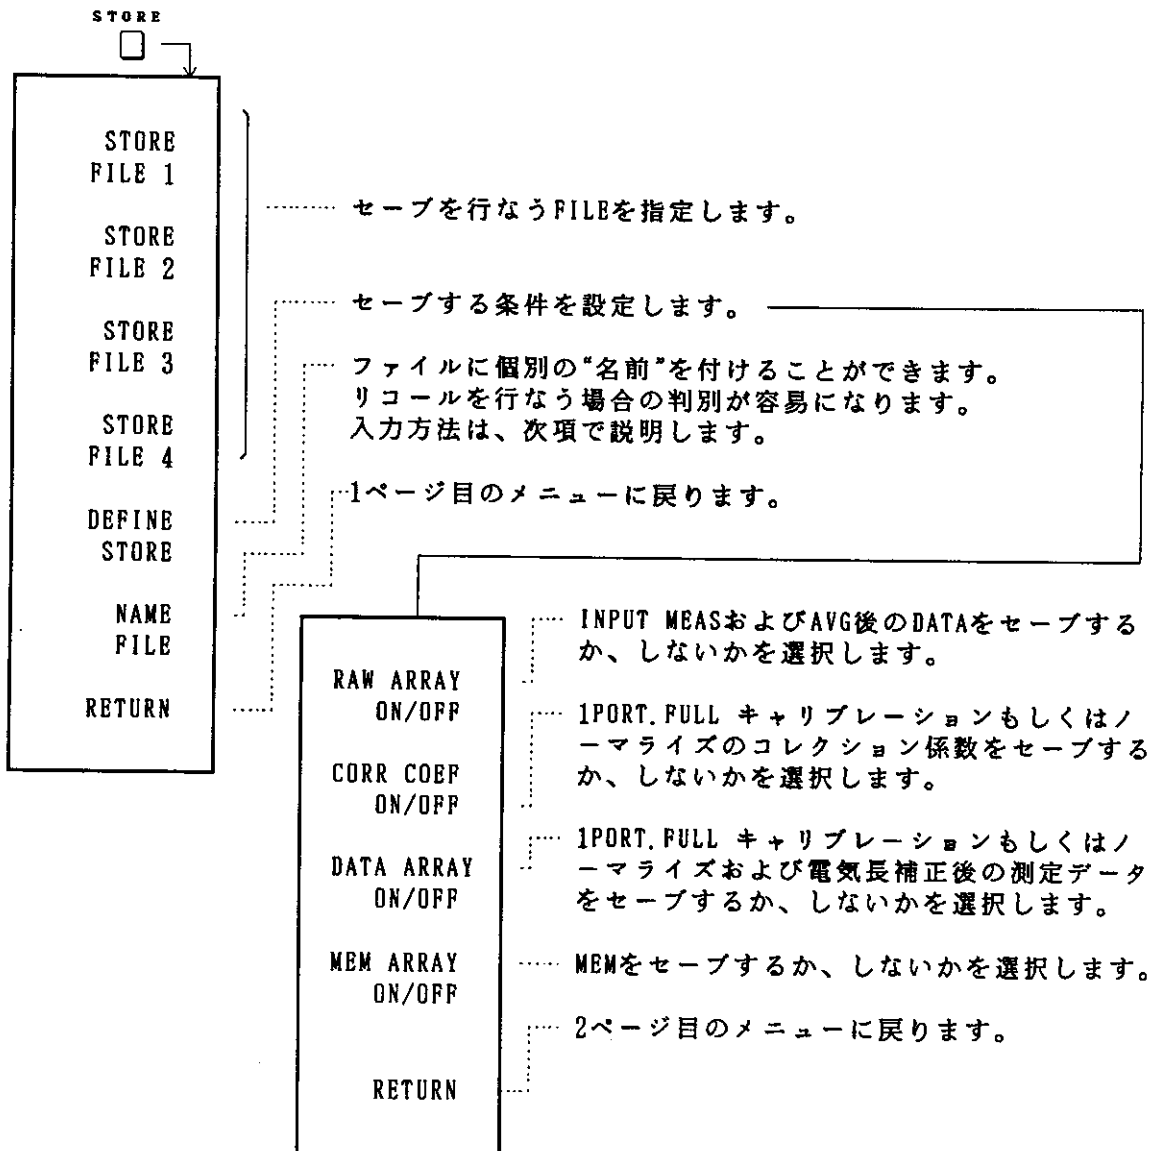 STORE
STORE
FILE 1
STORE
FILE 2
STORE
FILE 3
STORE
FILE 4
DEFINE
STORE
NAME
FILE
RETURN
セーブを行なうFILEを指定します。
セーブする条件を設定します。
ファイルに個別の“名前”を付けることができます。
リコールを行なう場合の判別が容易になります。
入力方法は、次項で説明します。
1ページ目のメニューに戻ります。
RAW ARRAY
ON/OFF
CORR COEF
ON/OFF
DATA ARRAY
ON/OFF
MEM ARRAY
ON/OFF
RETURN
INPUT MEASおよびAVG後のDATAをセーブする
か、しないかを選択します。
1PORT.FULL キャリブレーションもしくはノ
ーマライズのコレクション係数をセーブする
か、しないかを選択します。
1PORT.FULL キャリブレーションもしくはノ
ーマライズおよび電気長補正後の測定データ
をセーブするか、しないかを選択します。
MEMをセーブするか、しないかを選択します。
2ページ目のメニューに戻ります。